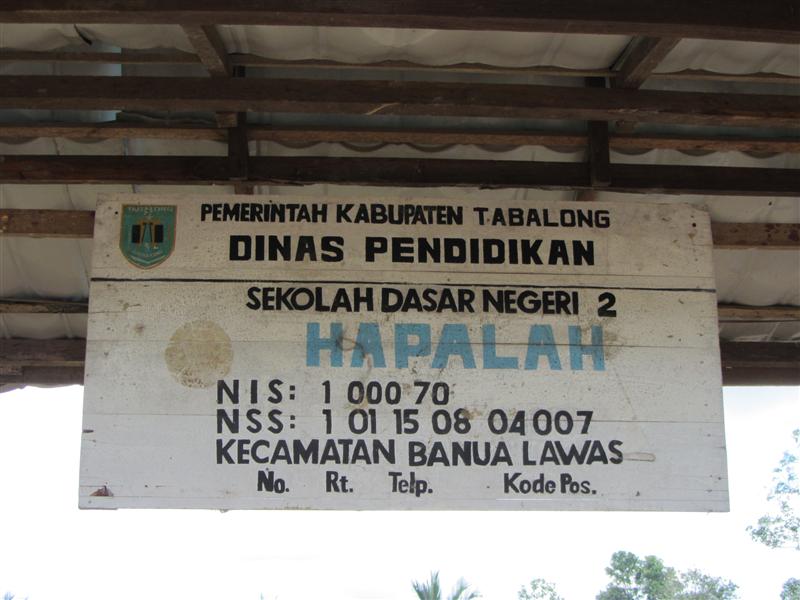 TABALONG
PEMERINTAH KABUPATEN TABALONG
DINAS PENDIDIKAN
SEKOLAH DASAR NEGERI 2
HAPALAH
NIS: 1 000 70
NSS: 1 01 15 08 04 007
KECAMATAN BANUA LAWAS
No. Rt. Telp. Kode Pos.